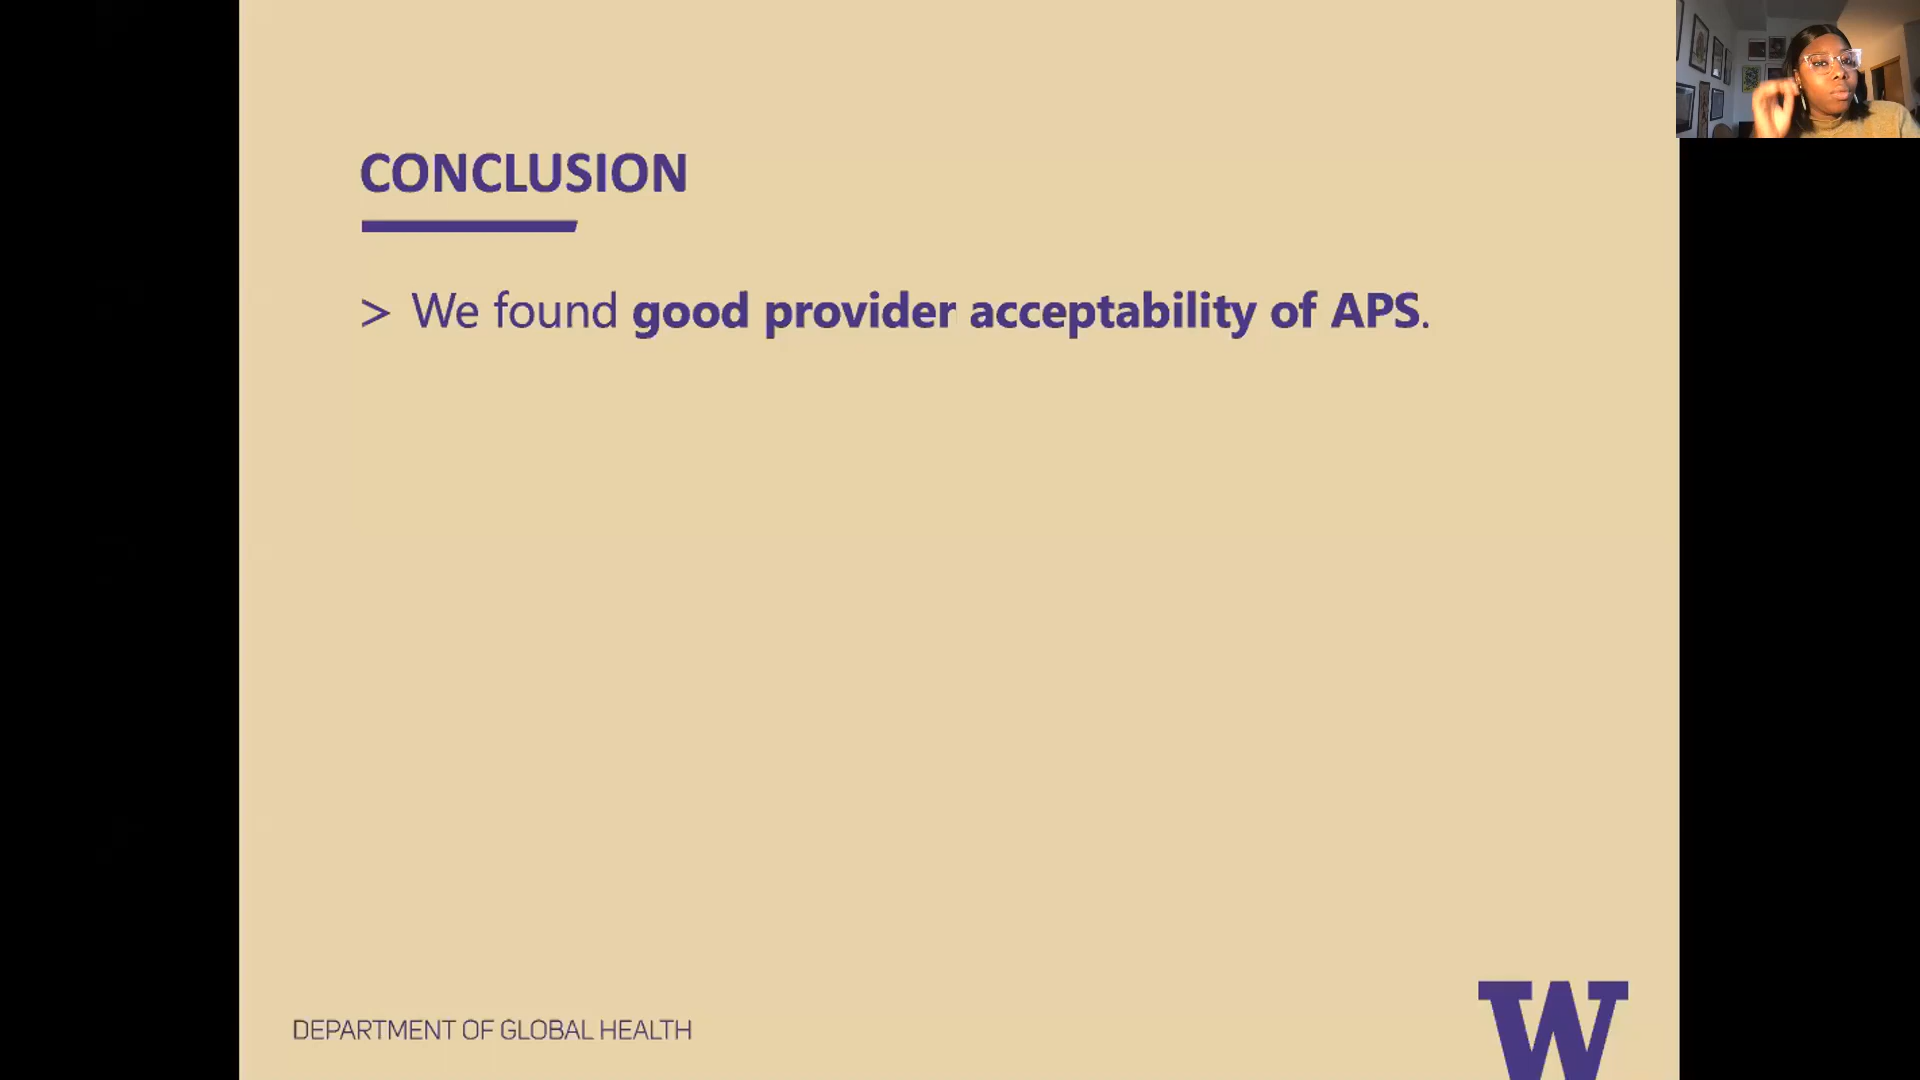 CONCLUSION
> We found good provider acceptability of APS.
DEPARTMENT OF GLOBAL HEALTH
W